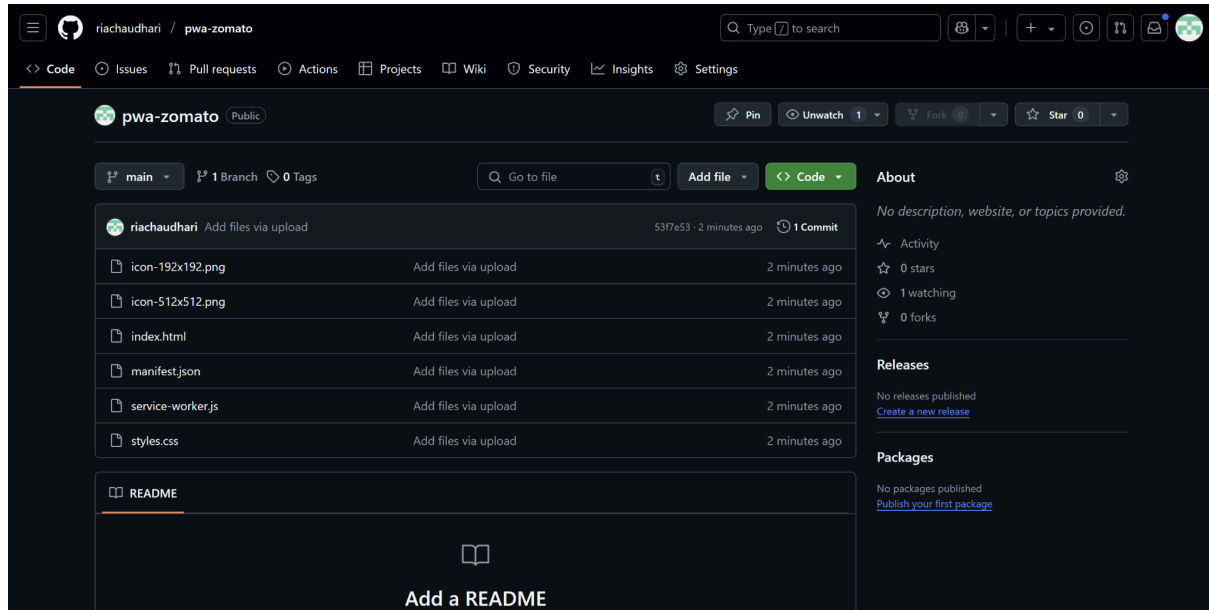 riachaudhari / pwa-zomato
Type / to search
<> Code
Issues
Pull requests
Actions
Projects
Wiki
Security
Insights
Settings
pwa-zomato Public
Pin
Unwatch 1
Fork 0
Star 0
main
1 Branch
0 Tags
Go to file t
Add file
<> Code
riachaudhari Add files via upload 53f7e53 · 2 minutes ago 1 Commit
icon-192x192.png Add files via upload 2 minutes ago
icon-512x512.png Add files via upload 2 minutes ago
index.html Add files via upload 2 minutes ago
manifest.json Add files via upload 2 minutes ago
service-worker.js Add files via upload 2 minutes ago
styles.css Add files via upload 2 minutes ago
README
Add a README
About
No description, website, or topics provided.
Activity
0 stars
1 watching
0 forks
Releases
No releases published
Create a new release
Packages
No packages published
Publish your first package